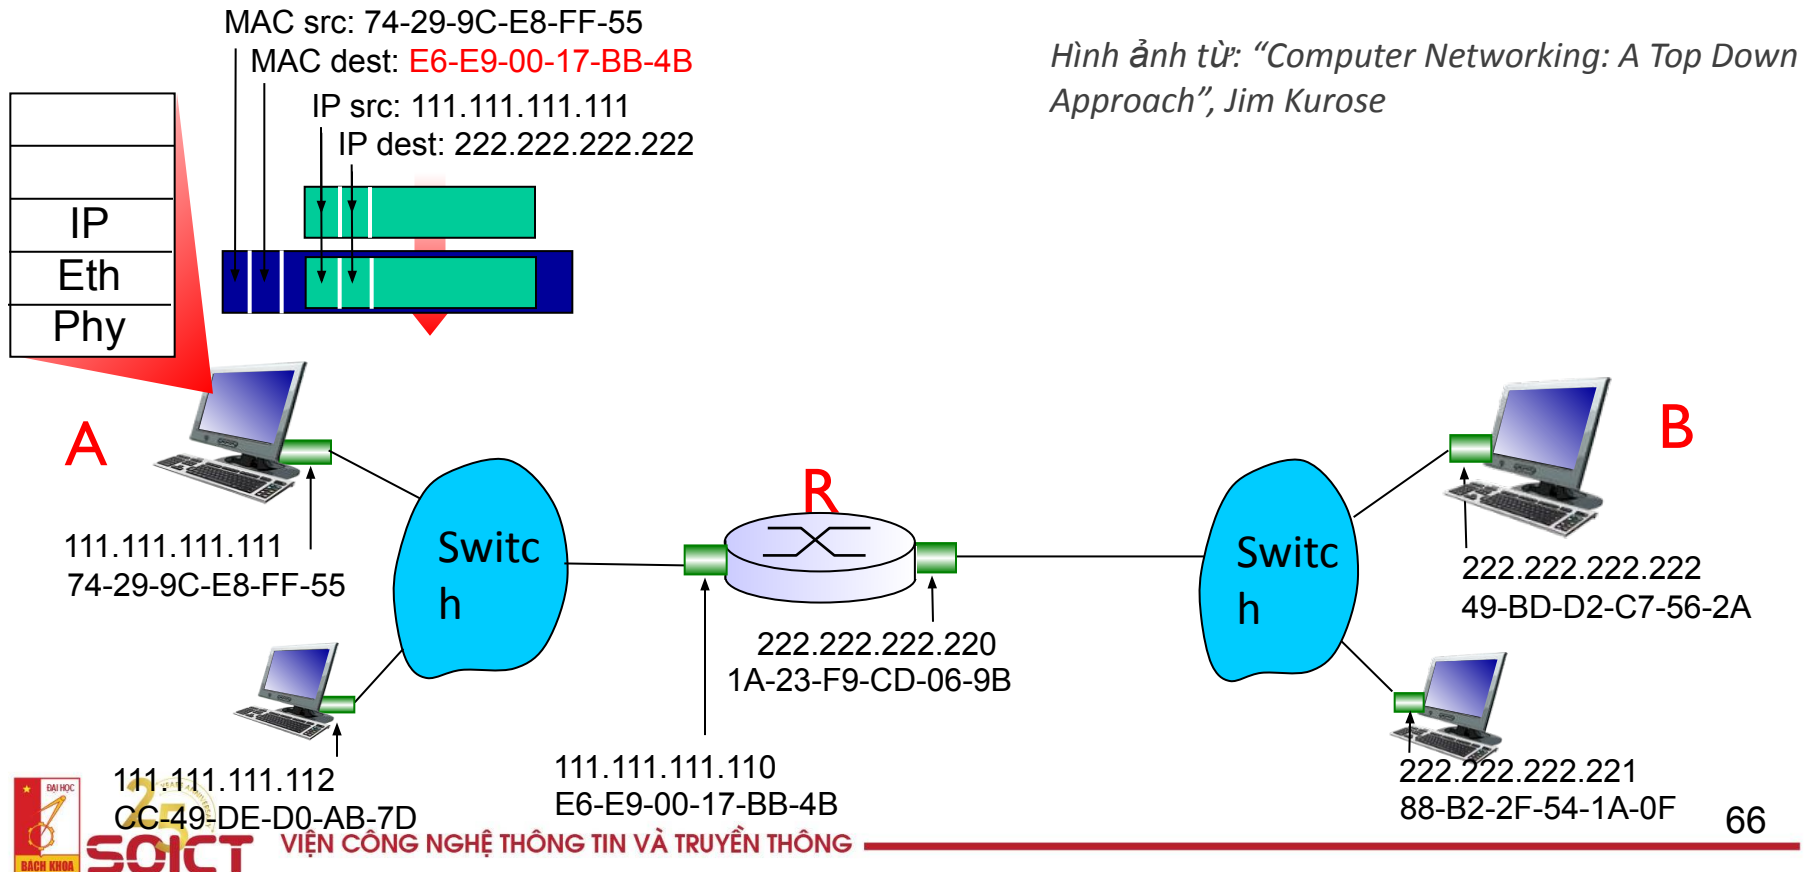 MAC src: 74-29-9C-E8-FF-55
MAC dest: E6-E9-00-17-BB-4B
IP src: 111.111.111.111
IP dest: 222.222.222.222
Hình ảnh từ: “Computer Networking: A Top Down
Approach”, Jim Kurose
IP
Eth
Phy
A
B
R
Switc
h
Switc
h
111.111.111.111
74-29-9C-E8-FF-55
222.222.222.222
49-BD-D2-C7-56-2A
222.222.222.220
1A-23-F9-CD-06-9B
111.111.111.112
CC-49-DE-D0-AB-7D
111.111.111.110
E6-E9-00-17-BB-4B
222.222.222.221
88-B2-2F-54-1A-0F
66
ĐẠI HỌC
BÁCH KHOA
25
SOICT
VIỆN CÔNG NGHỆ THÔNG TIN VÀ TRUYỀN THÔNG